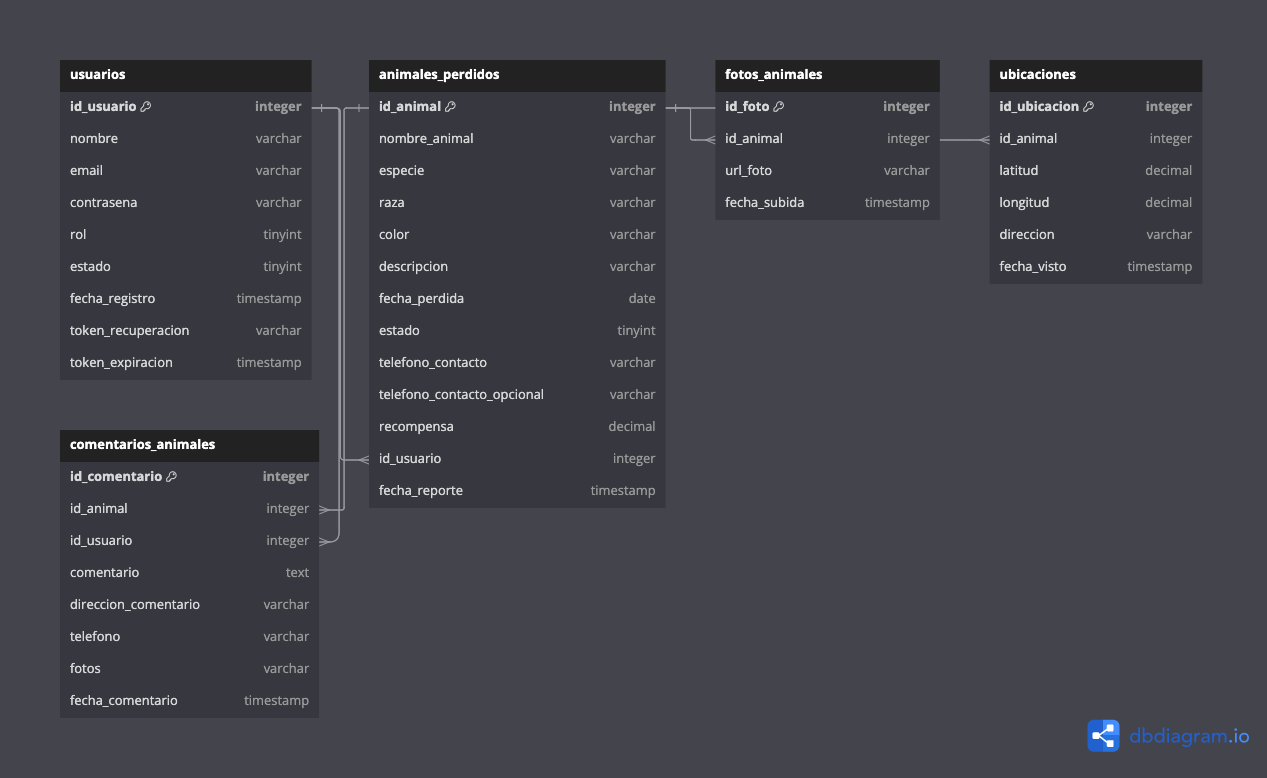 usuarios
id_usuario integer
nombre varchar
email varchar
contrasena varchar
rol tinyint
estado tinyint
fecha_registro timestamp
token_recuperacion varchar
token_expiracion timestamp
animales_perdidos
id_animal integer
nombre_animal varchar
especie varchar
raza varchar
color varchar
descripcion varchar
fecha_perdida date
estado tinyint
telefono_contacto varchar
telefono_contacto_opcional varchar
recompensa decimal
id_usuario integer
fecha_reporte timestamp
fotos_animales
id_foto integer
id_animal integer
url_foto varchar
fecha_subida timestamp
ubicaciones
id_ubicacion integer
id_animal integer
latitud decimal
longitud decimal
direccion varchar
fecha_visto timestamp
comentarios_animales
id_comentario integer
id_animal integer
id_usuario integer
comentario text
direccion_comentario varchar
telefono varchar
fotos varchar
fecha_comentario timestamp
dbdiagram.io